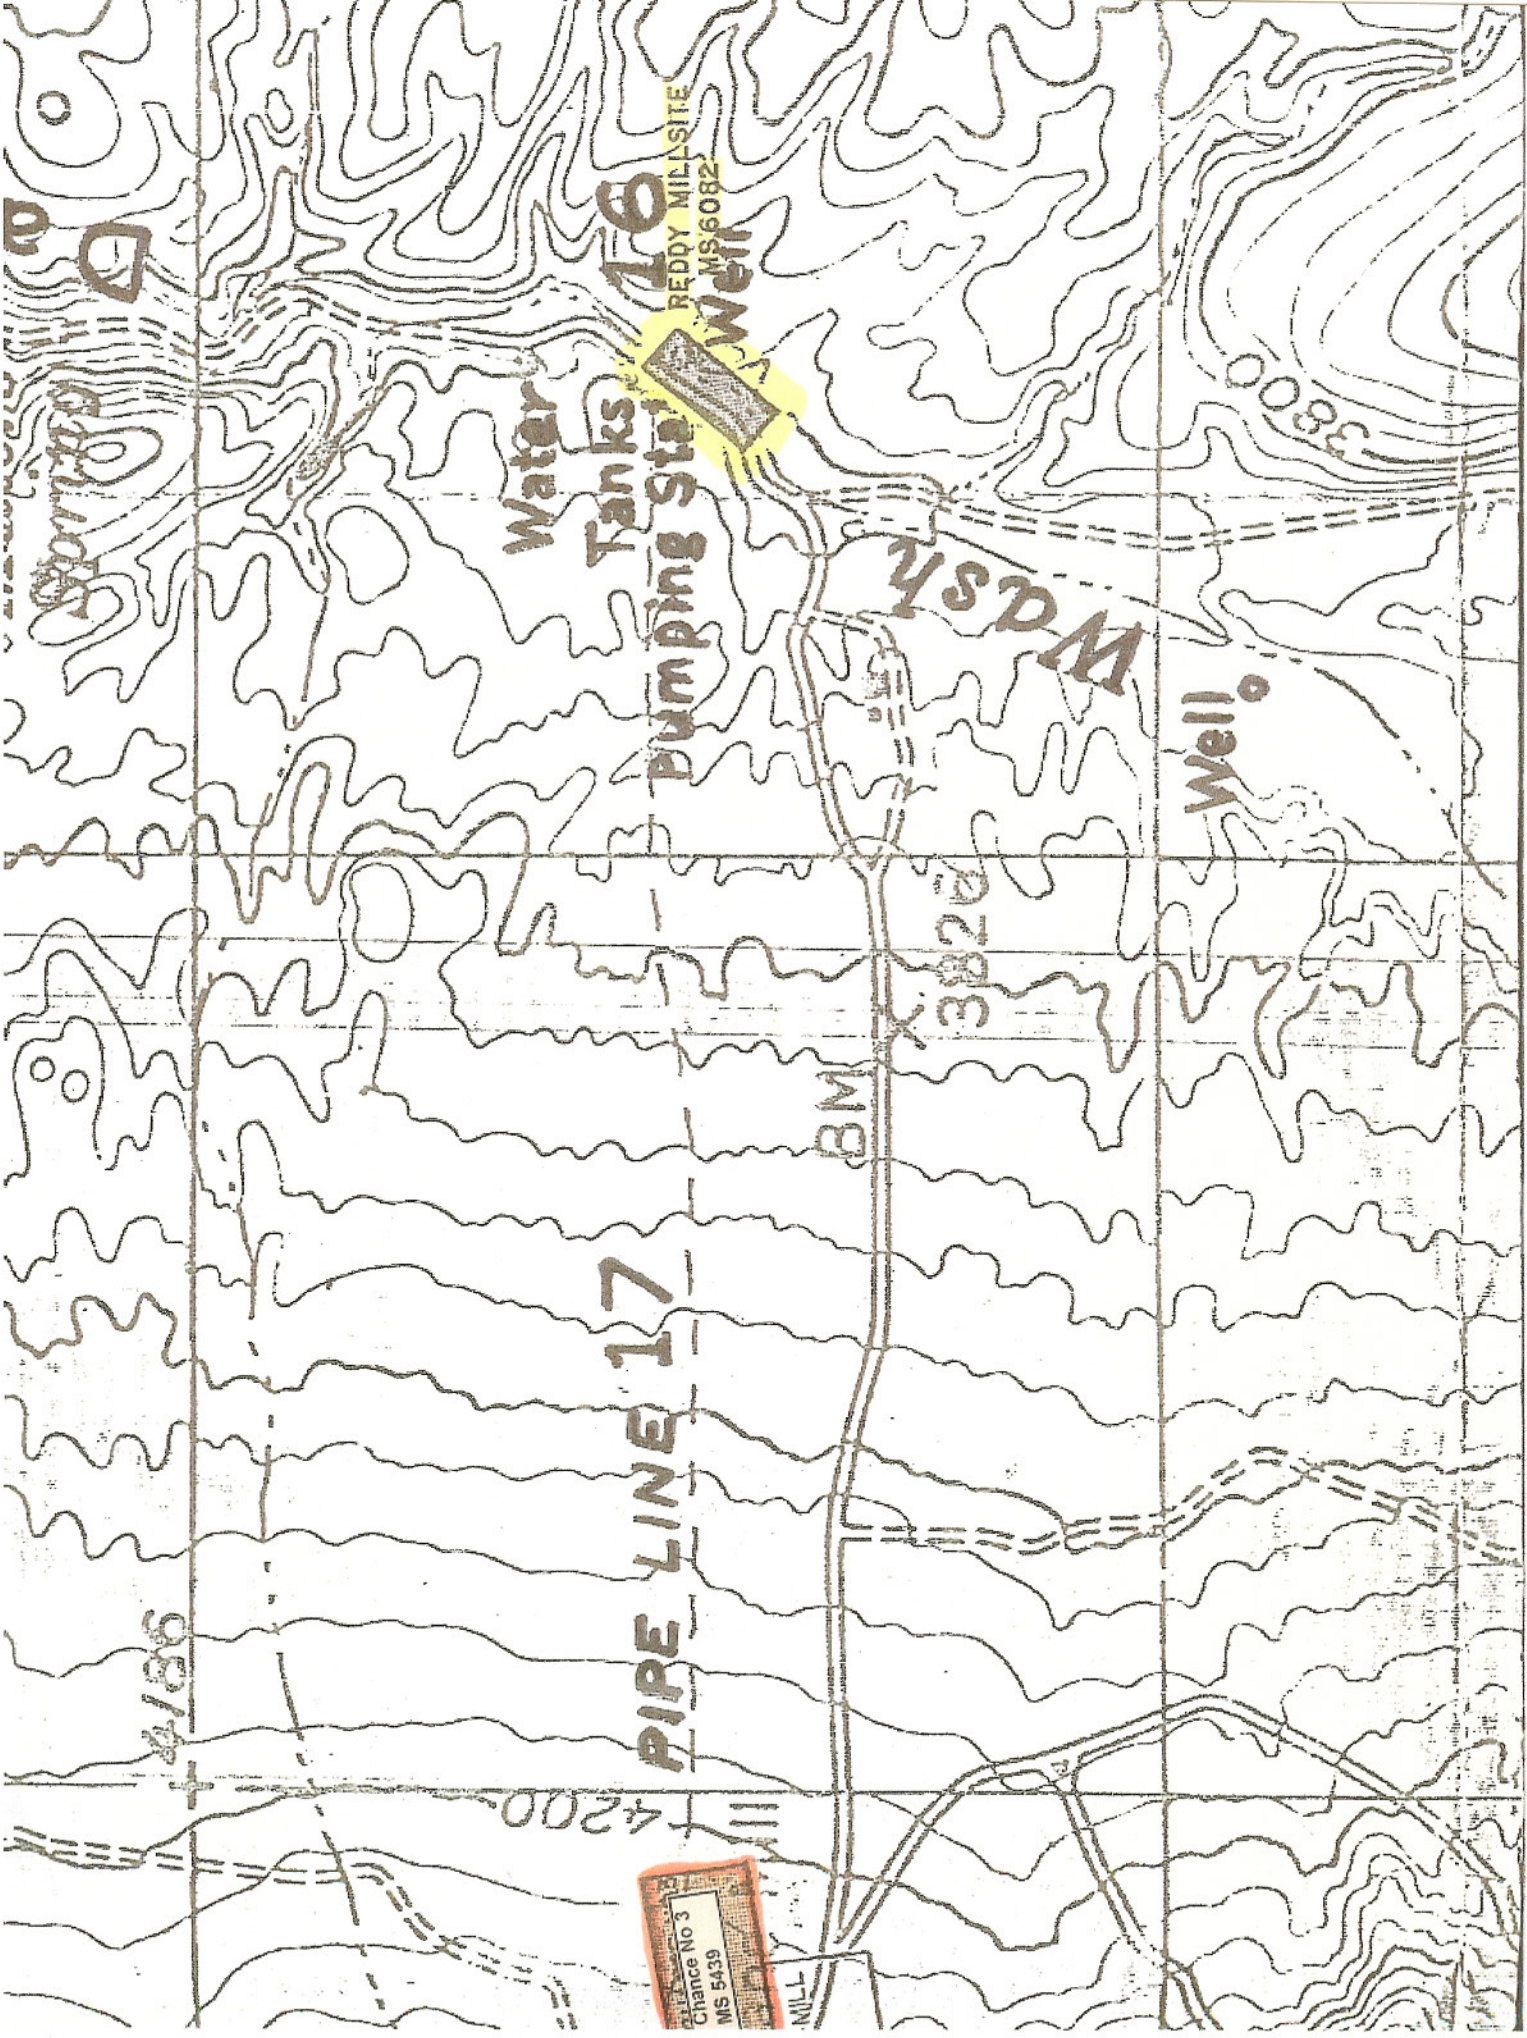 4186
PIPE LINE 17
4200
Chance No 3
MS 5439
MILL
BM
X 3826
Water
Tanks
Pumping Sta
16
REDDY MILLSITE
MS 6082
Well
Wash
Well
3800